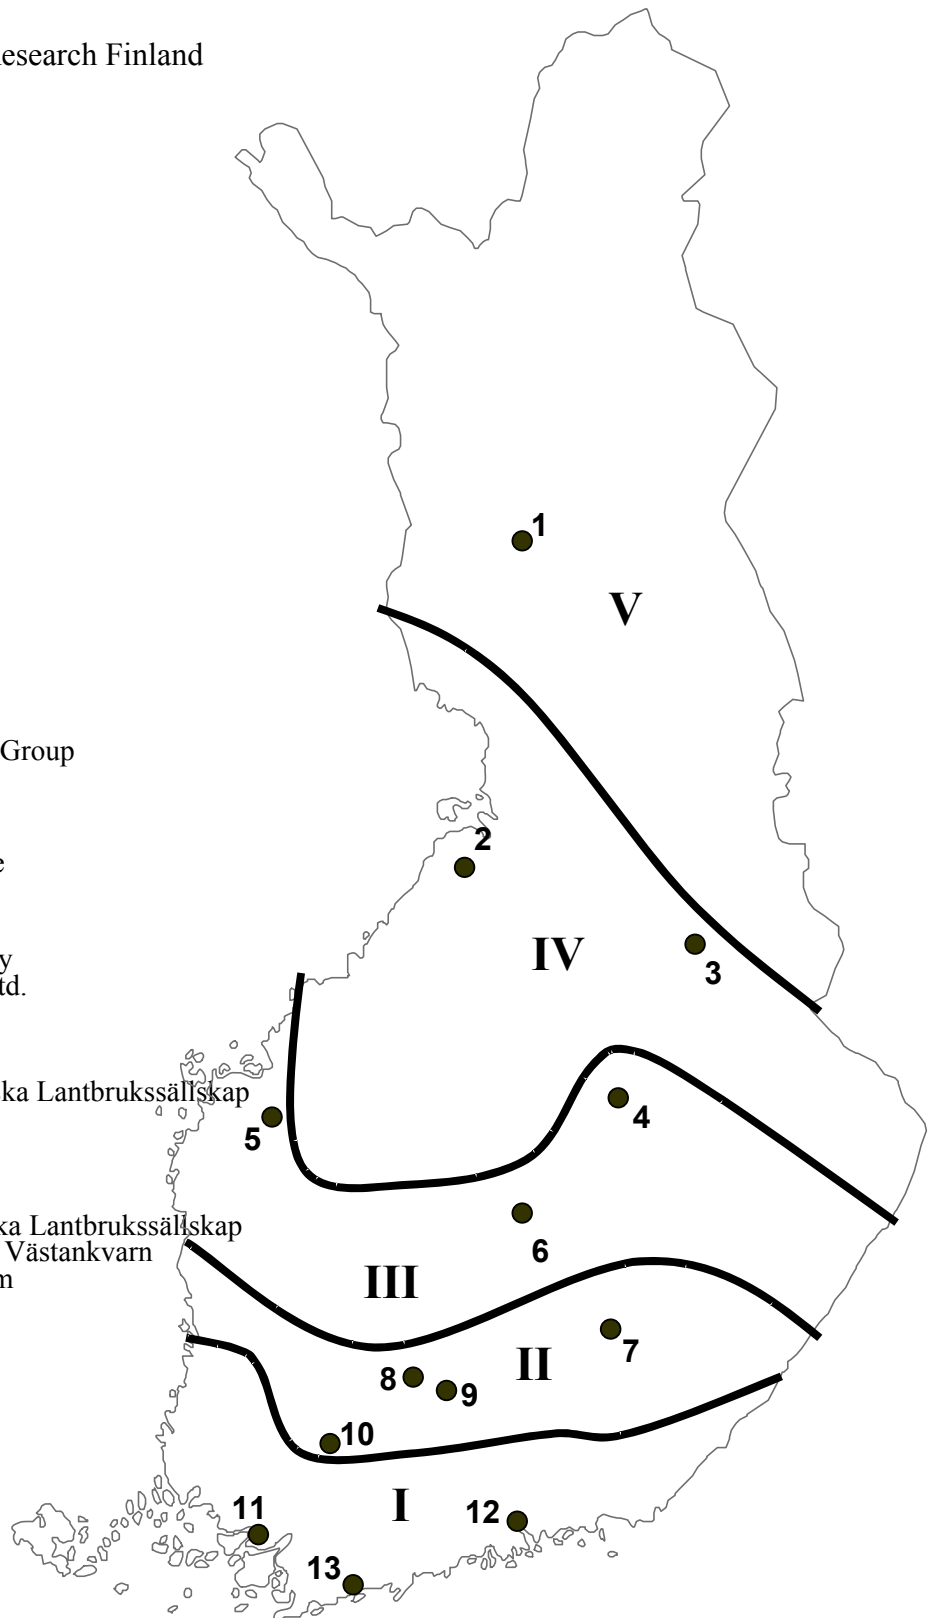 esearch Finland
1
V
Group
2
e
IV
3
y
td.
ka Lantbrukssällskap
4
5
ka Lantbrukssällskap
Västankvarn
6
m
III
7
II
8
9
10
I
11
12
13